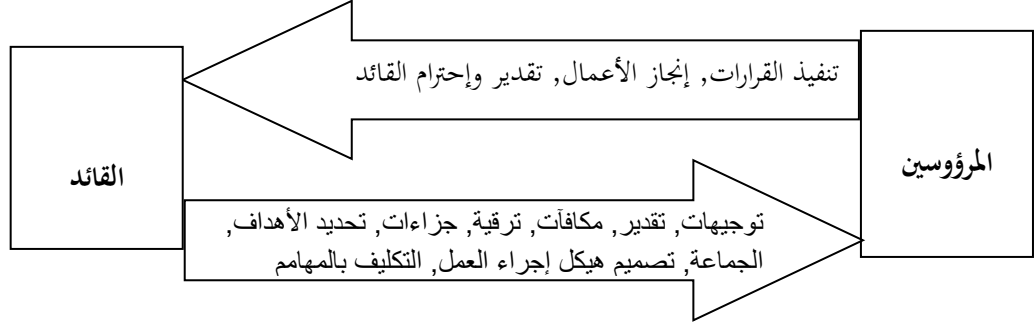 تنفيذ القرارات, إنجاز الأعمال, تقدير وإحترام القائد
المرؤوسين
القائد
توجيهات, تقدير, مكافآت, ترقية, جزاءات, تحديد الأهداف,
الجماعة, تصميم هيكل إجراء العمل, التكليف بالمهامم